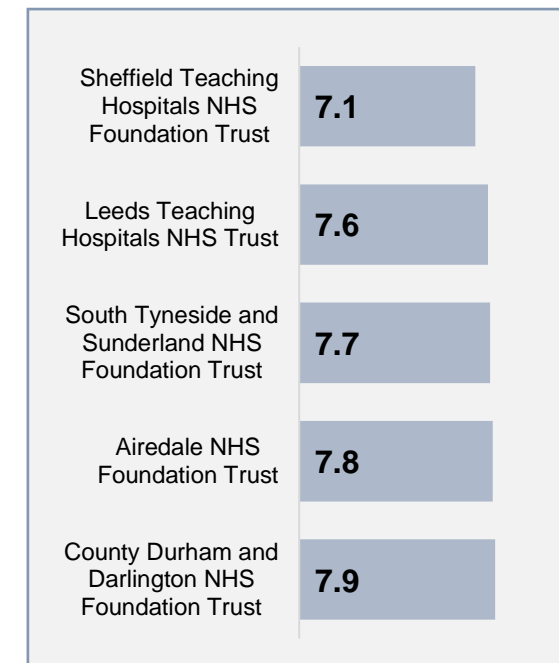 Sheffield Teaching
Hospitals NHS
Foundation Trust
7.1
Leeds Teaching
Hospitals NHS Trust
7.6
South Tyneside and
Sunderland NHS
Foundation Trust
7.7
Airedale NHS
Foundation Trust
7.8
County Durham and
Darlington NHS
Foundation Trust
7.9